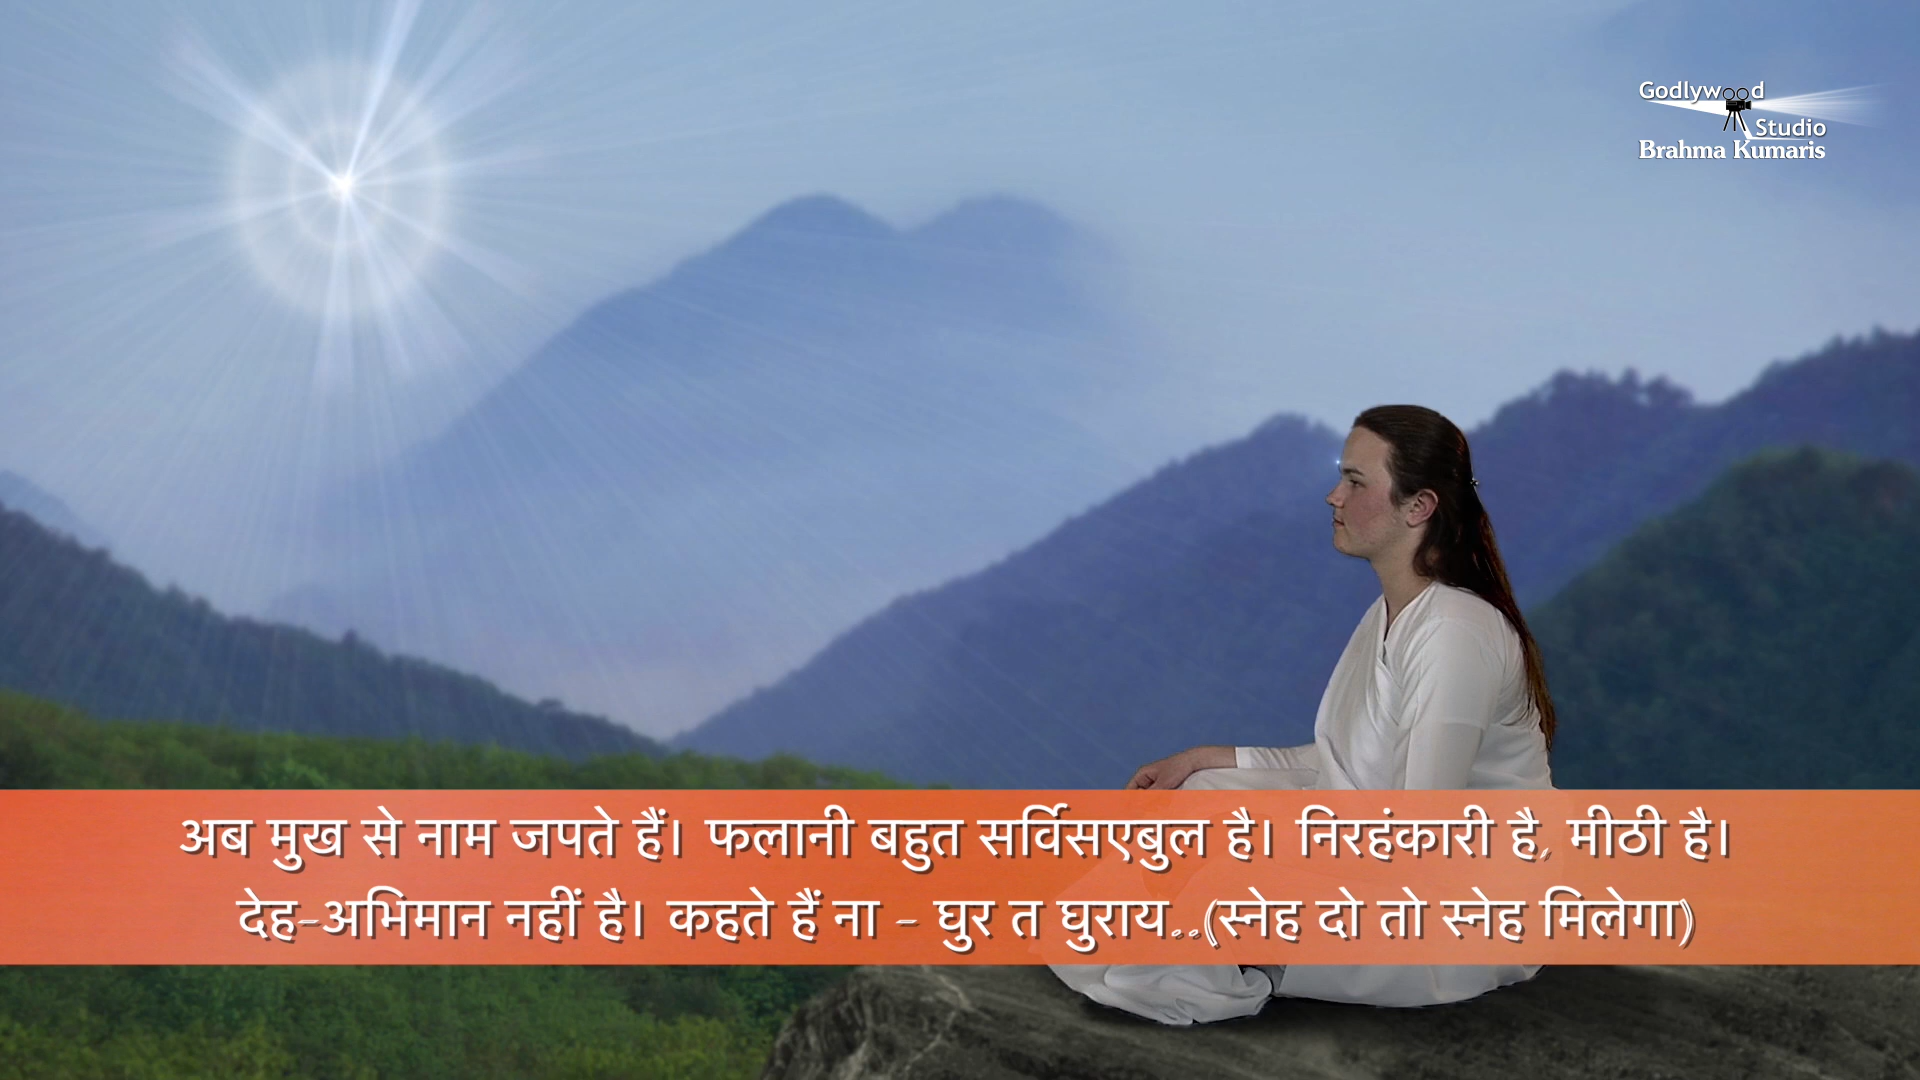 Godlywood
Studio
Brahma Kumaris
अब मुख से नाम जपते हैं। फलानी बहुत सर्विसएबुल है। निरहंकारी है, मीठी है।
देह-अभिमान नहीं है। कहते हैं ना - घुर त घुराय..(स्नेह दो तो स्नेह मिलेगा)